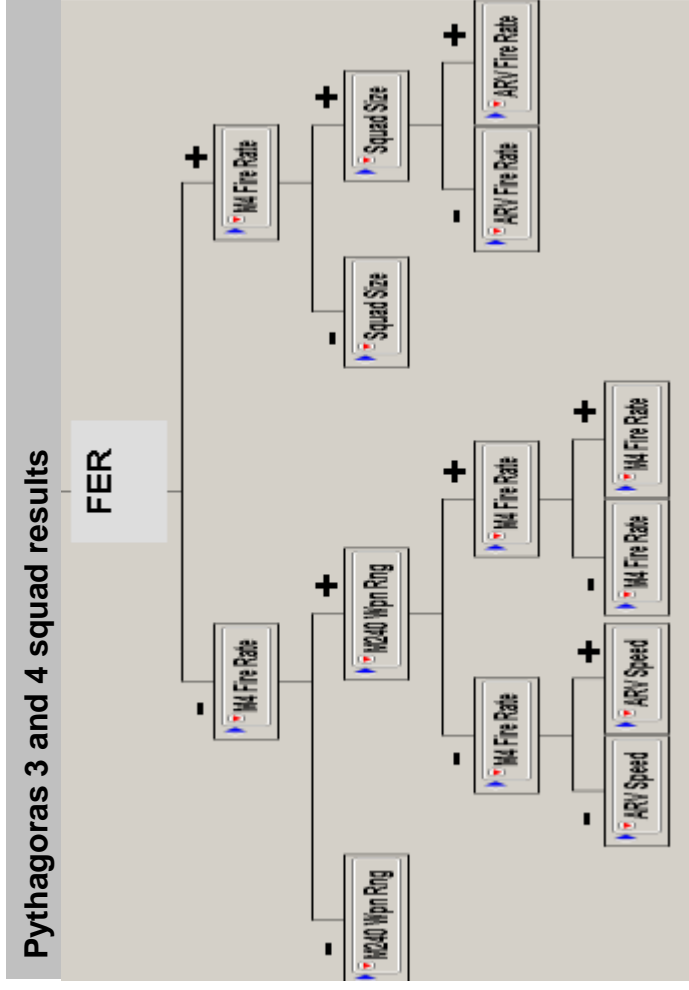 Pythagoras 3 and 4 squad results
FER
- +
M4 Fire Rate M4 Fire Rate
- + - +
M240 Wpn Rng M240 Wpn Rng Squad Size Squad Size
- + - +
M4 Fire Rate M4 Fire Rate ARV Fire Rate ARV Fire Rate
- + - +
ARV Speed ARV Speed M4 Fire Rate M4 Fire Rate